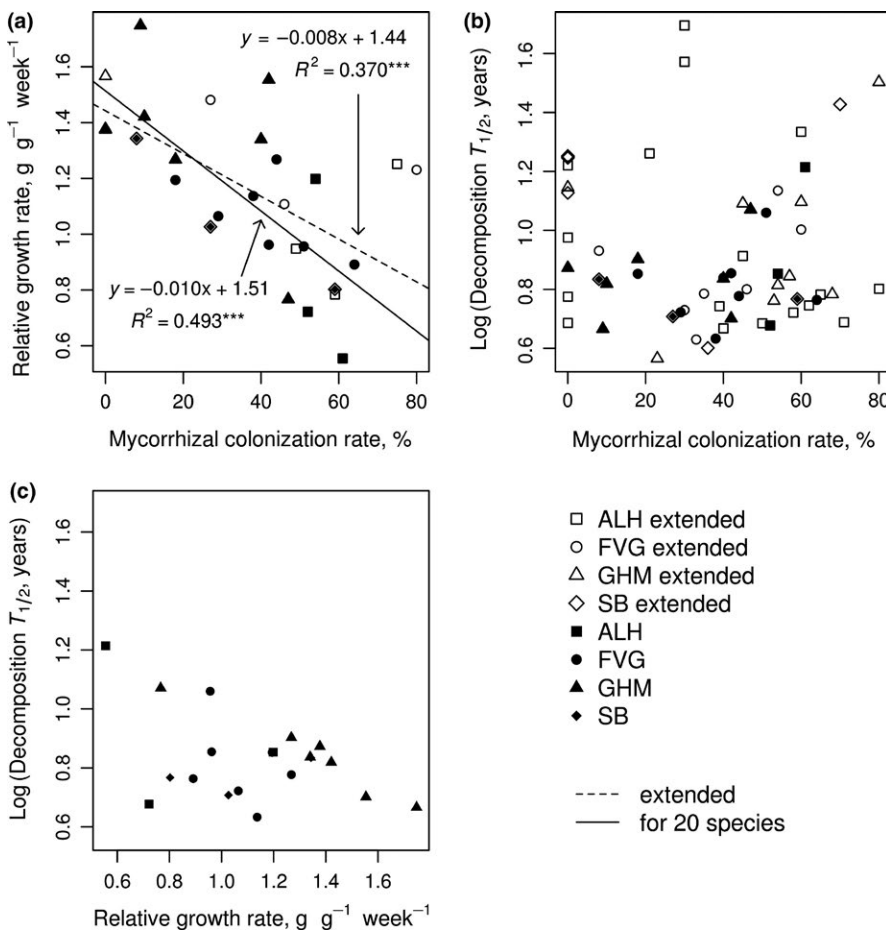 (a)
y = −0.008x + 1.44
R² = 0.370***
y = −0.010x + 1.51
R² = 0.493***
Relative growth rate, g g⁻¹ week⁻¹
0.6 0.8 1.0 1.2 1.4 1.6
0 20 40 60 80
Mycorrhizal colonization rate, %
(b)
Log (Decomposition T1/2, years)
0.6 0.8 1.0 1.2 1.4 1.6
0 20 40 60 80
Mycorrhizal colonization rate, %
(c)
Log (Decomposition T1/2, years)
0.6 0.8 1.0 1.2 1.4 1.6
0.6 0.8 1.0 1.2 1.4 1.6
Relative growth rate, g g⁻¹ week⁻¹
ALH extended
FVG extended
GHM extended
SB extended
ALH
FVG
GHM
SB
extended
for 20 species